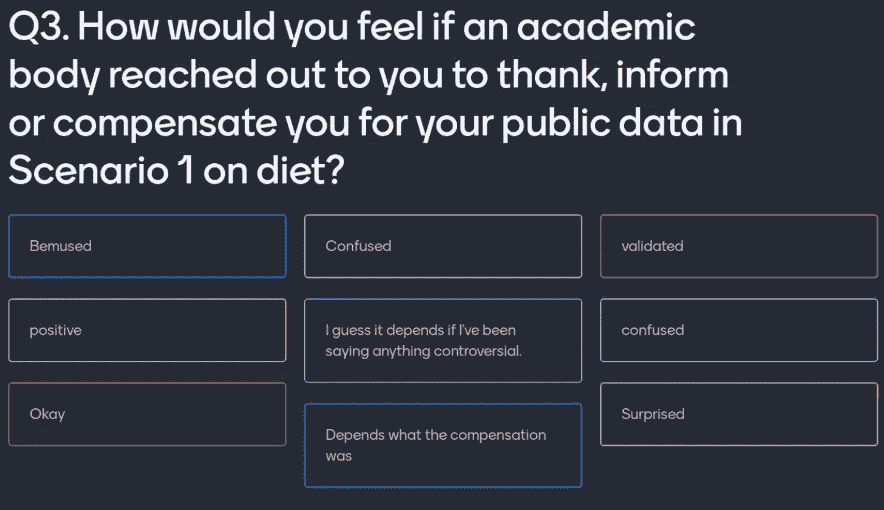 Q3. How would you feel if an academic
body reached out to you to thank, inform
or compensate you for your public data in
Scenario 1 on diet?
Bemused
Confused
validated
positive
I guess it depends if I've been
saying anything controversial.
confused
Okay
Depends what the compensation
was
Surprised